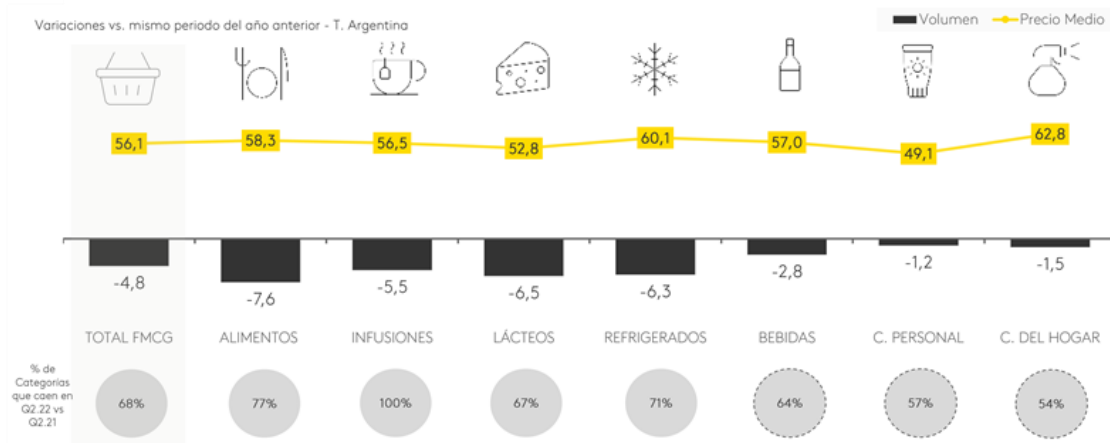 Variaciones vs. mismo periodo del año anterior - T. Argentina
Volumen Precio Medio
56,1 58,3 56,5 52,8 60,1 57,0 49,1 62,8
-4,8 -7,6 -5,5 -6,5 -6,3 -2,8 -1,2 -1,5
TOTAL FMCG ALIMENTOS INFUSIONES LÁCTEOS REFRIGERADOS BEBIDAS C. PERSONAL C. DEL HOGAR
% de
Categorías
que caen en
Q2.22 vs
Q2.21
68% 77% 100% 67% 71% 64% 57% 54%